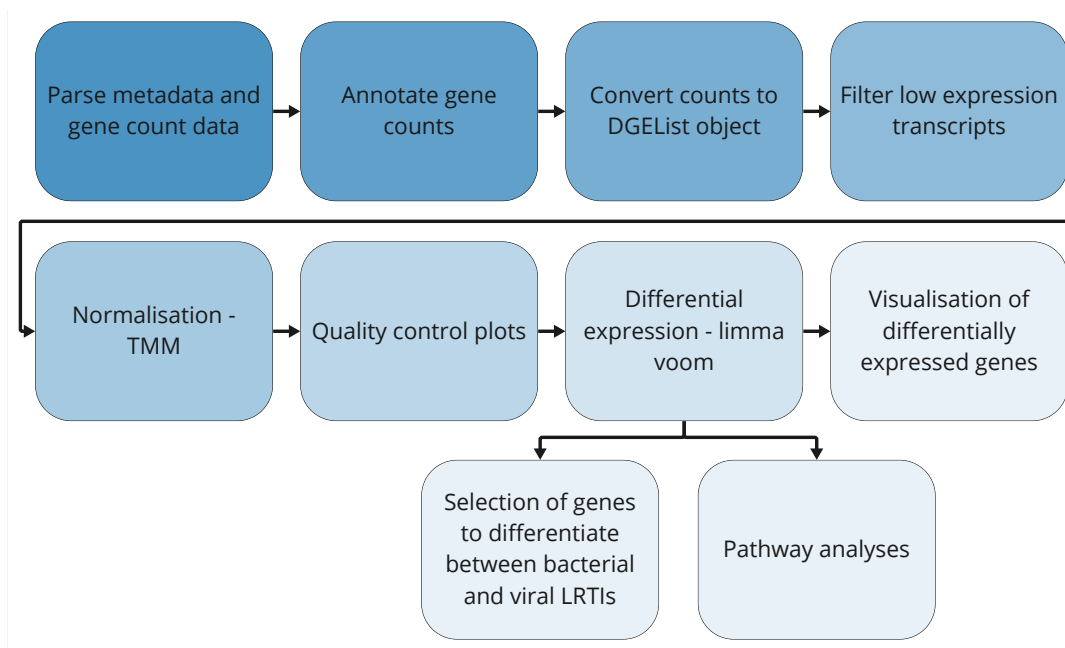 Parse metadata and
gene count data
Annotate gene
counts
Convert counts to
DGEList object
Filter low expression
transcripts
Normalisation -
TMM
Quality control plots
Differential
expression - limma
voom
Visualisation of
differentially
expressed genes
Selection of genes
to differentiate
between bacterial
and viral LRTIs
Pathway analyses